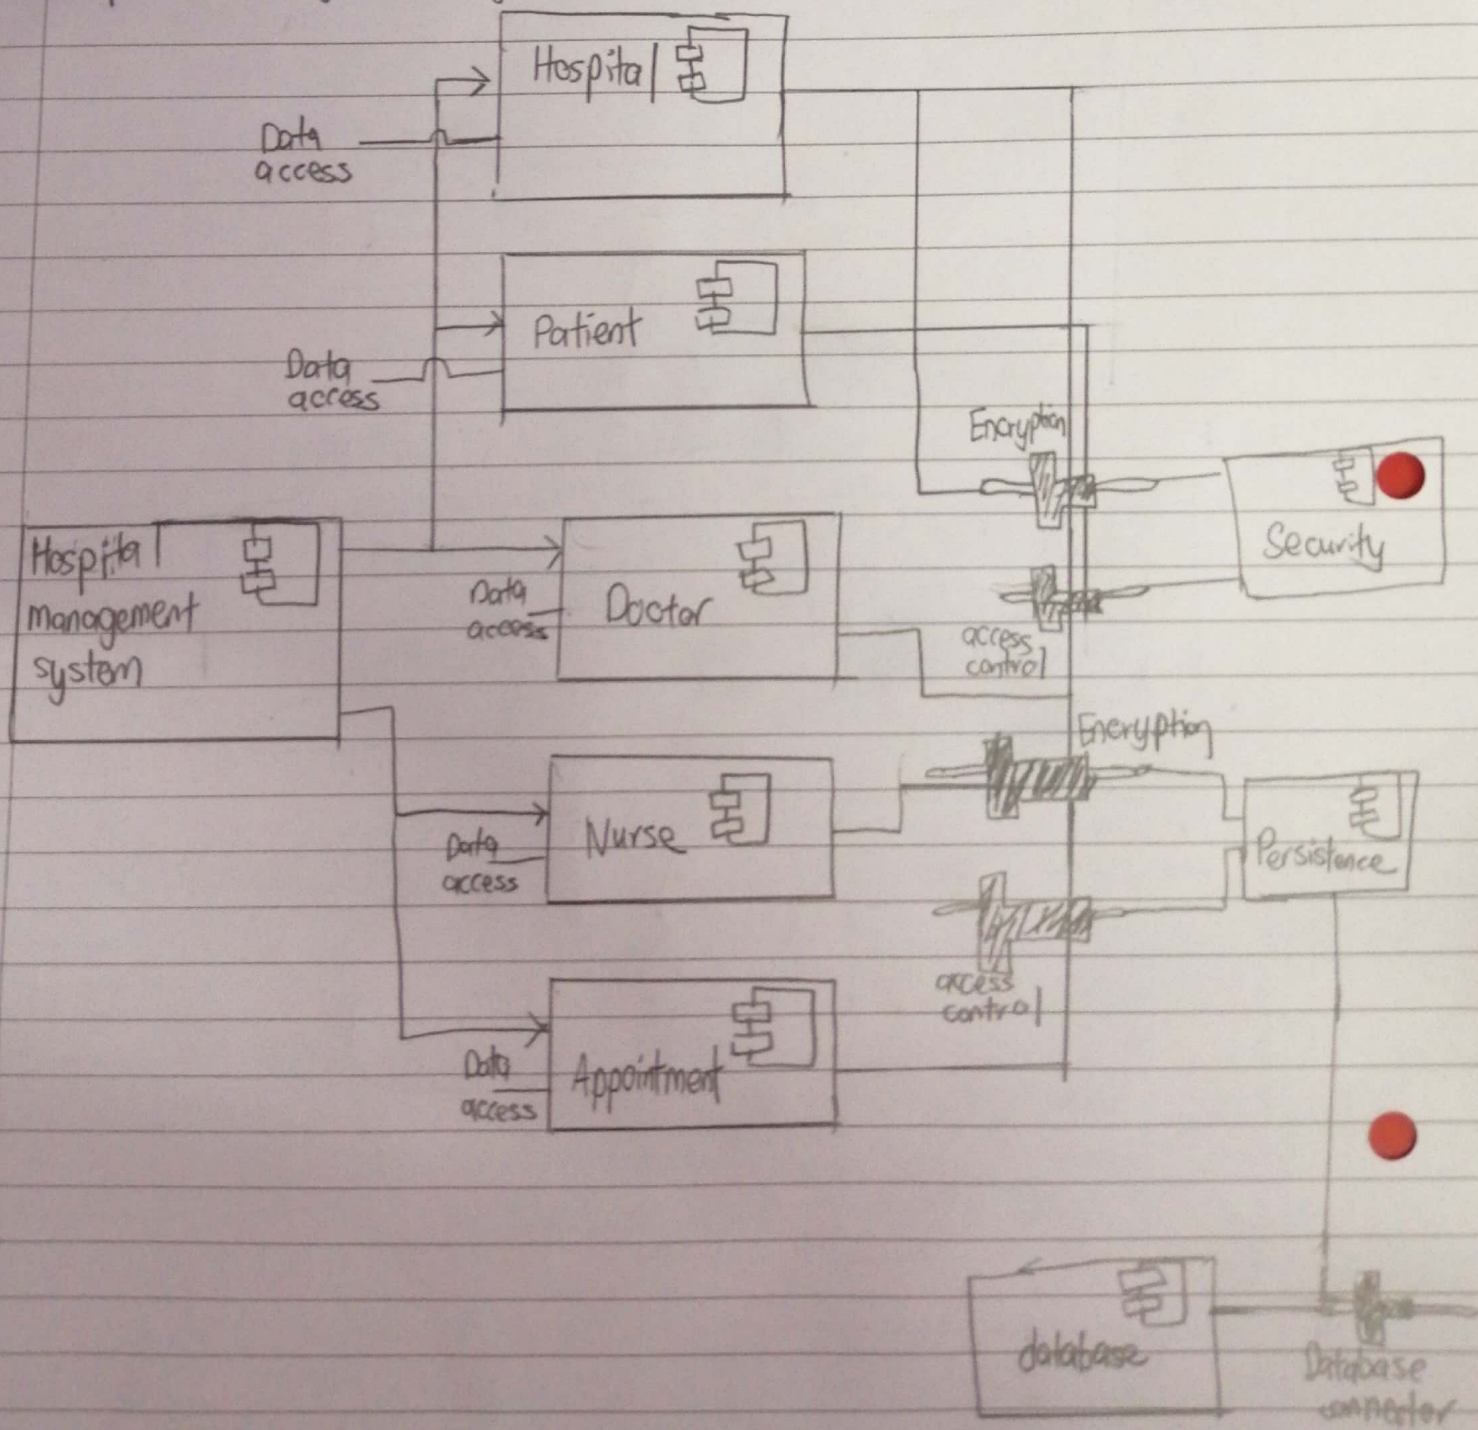 Hospital
Data
access
Patient
Data
access
Encryption
Security
Hospital
management
system
Data
access
Doctor
access
control
Encryption
Nurse
Data
access
Persistence
access
control
Appointment
Data
access
database
Database
connector